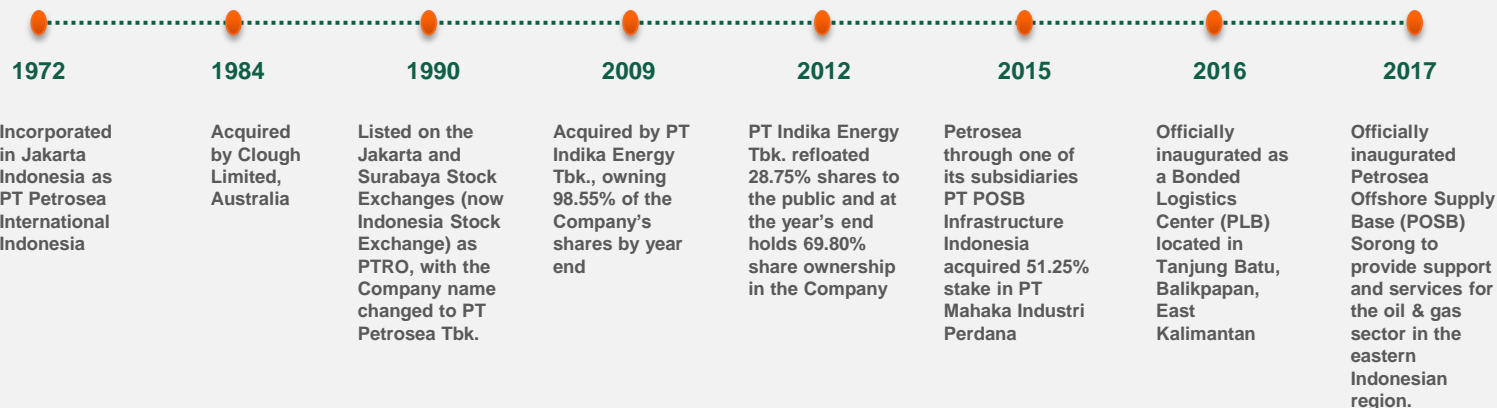 1972
1984
1990
2009
2012
2015
2016
2017
Incorporated
in Jakarta
Indonesia as
PT Petrosea
International
Indonesia
Acquired
by Clough
Limited,
Australia
Listed on the
Jakarta and
Surabaya Stock
Exchanges (now
Indonesia Stock
Exchange) as
PTRO, with the
Company name
changed to PT
Petrosea Tbk.
Acquired by PT
Indika Energy
Tbk., owning
98.55% of the
Company’s
shares by year
end
PT Indika Energy
Tbk. refloated
28.75% shares to
the public and at
the year’s end
holds 69.80%
share ownership
in the Company
Petrosea
through one of
its subsidiaries
PT POSB
Infrastructure
Indonesia
acquired 51.25%
stake in PT
Mahaka Industri
Perdana
Officially
inaugurated as
a Bonded
Logistics
Center (PLB)
located in
Tanjung Batu,
Balikpapan,
East
Kalimantan
Officially
inaugurated
Petrosea
Offshore Supply
Base (POSB)
Sorong to
provide support
and services for
the oil & gas
sector in the
eastern
Indonesian
region.